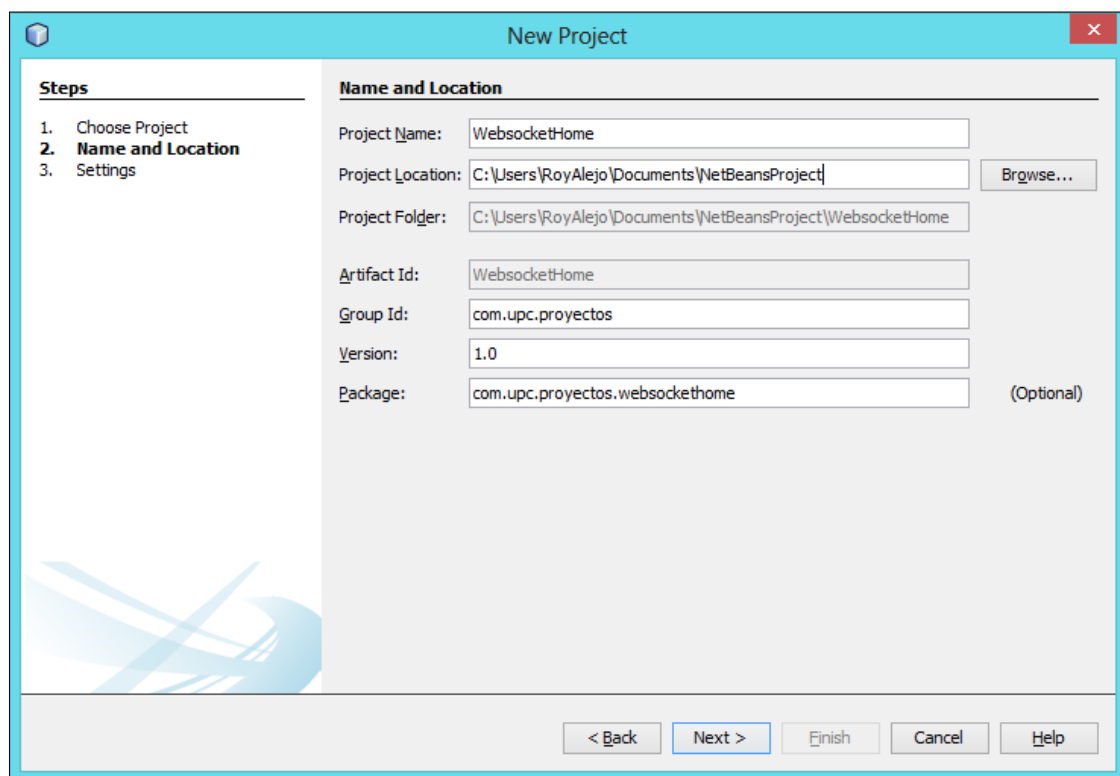 New Project
Steps
1. Choose Project
2. Name and Location
3. Settings
Name and Location
Project Name: WebsocketHome
Project Location: C:\Users\RoyAlejo\Documents\NetBeansProject Browse...
Project Folder: C:\Users\RoyAlejo\Documents\NetBeansProject\WebsocketHome
Artifact Id: WebsocketHome
Group Id: com.upc.proyectos
Version: 1.0
Package: com.upc.proyectos.websockethome (Optional)
< Back Next > Finish Cancel Help